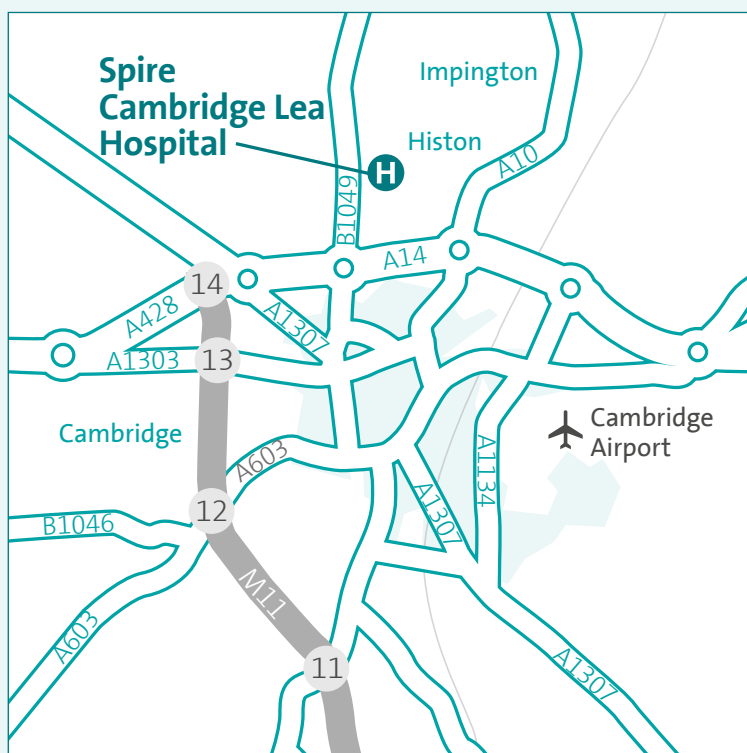 Spire
Cambridge Lea
Hospital
Impington
Histon
H
A10
B1049
A14
14
A428
A1307
A1303
13
Cambridge
Cambridge
Airport
A603
A1134
A1307
12
B1046
M11
A603
11
A1307